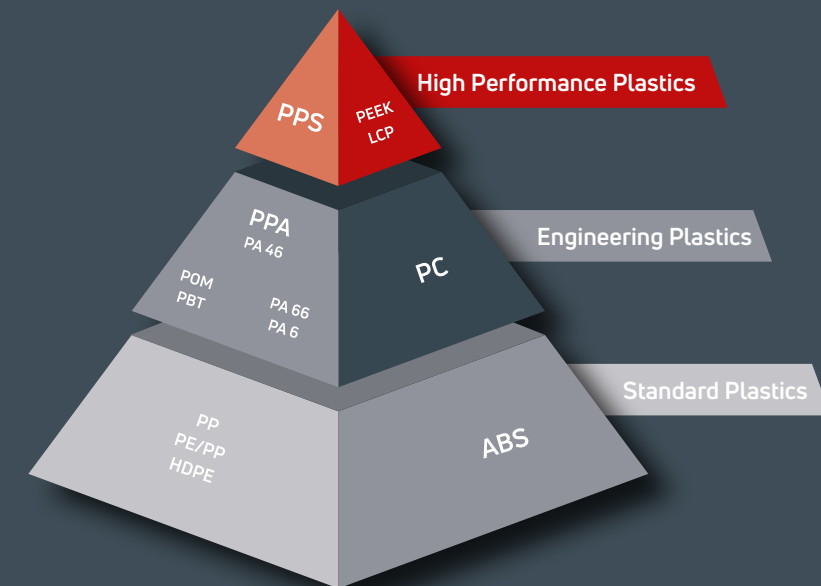 High Performance Plastics
PPS
PEEK
LCP
Engineering Plastics
PPA
PA 46
POM
PBT
PA 66
PA 6
PC
Standard Plastics
PP
PE/PP
HDPE
ABS